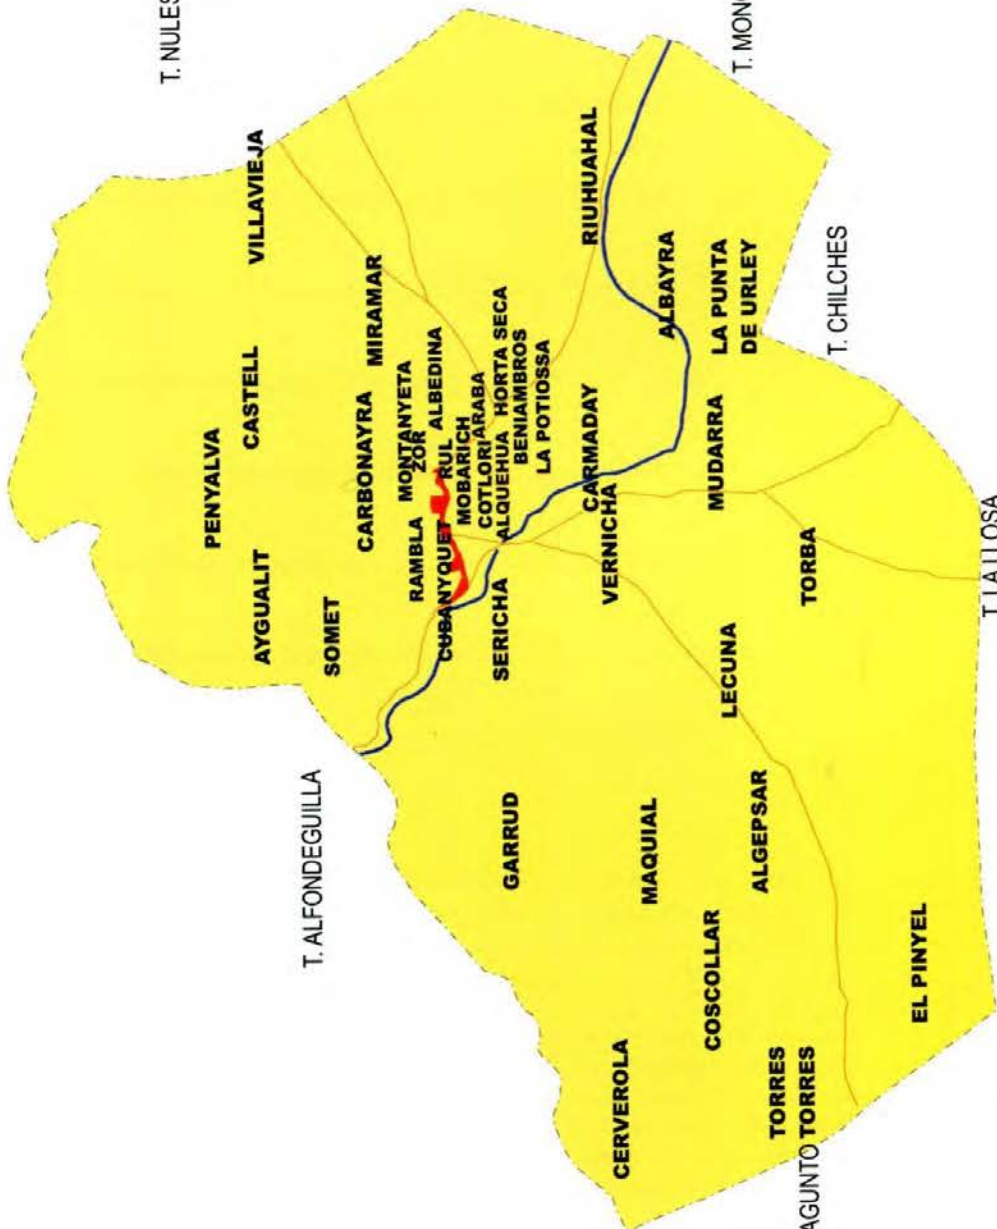 T. NULES
T. MONC
VILLAVIEJA
MIRAMAR
RIUHUAHAL
ALBAYRA
LA PUNTA
DE URLEY
T. CHILCHES
PENYALVA
CASTELL
CARBONAYRA
MONTANYETA
ZOR
ALBEDINA
RUL
MOBARICH
COTLORI
ARABA
ALQUEHUA
HORTA SECA
BENIAMBROS
LA POTIOSSA
CARMADAY
MUDARRA
AYGUALIT
SOMET
RAMBLA
CUBANYQUET
SERICHA
VERNICHA
LECUNA
TORBA
T. LA LLOSA
T. ALFONDEGUILLA
GARRUD
MAQUIAL
ALGEPSAR
COSCOLLAR
CERVEROLA
TORRES
TORRES
EL PINYEL
AGUNTO